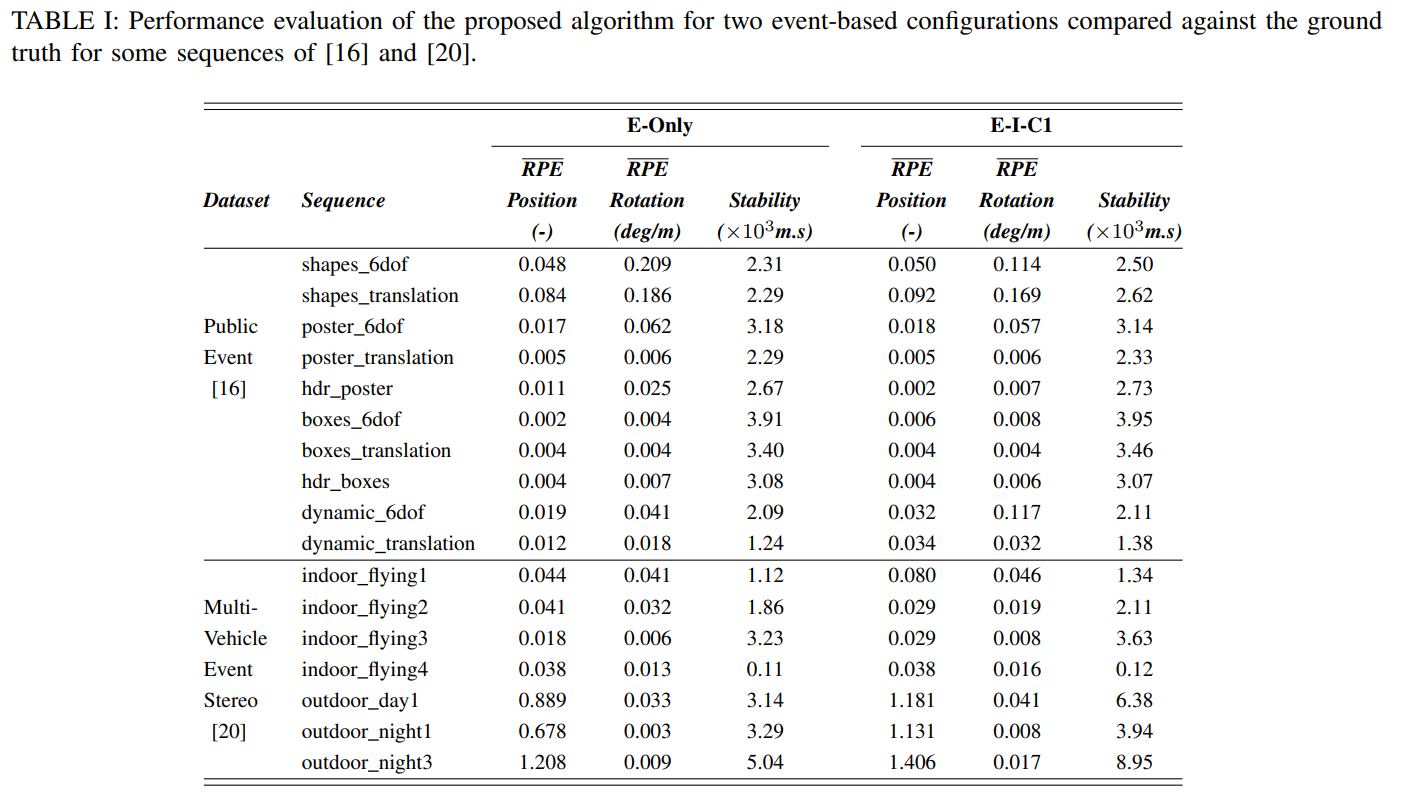 TABLE I: Performance evaluation of the proposed algorithm for two event-based configurations compared against the ground
truth for some sequences of [16] and [20].
E-Only E-I-C1
RPE RPE RPE RPE
Dataset Sequence Position Rotation Stability Position Rotation Stability
(-) (deg/m) (×10³m.s) (-) (deg/m) (×10³m.s)
shapes_6dof 0.048 0.209 2.31 0.050 0.114 2.50
shapes_translation 0.084 0.186 2.29 0.092 0.169 2.62
Public poster_6dof 0.017 0.062 3.18 0.018 0.057 3.14
Event poster_translation 0.005 0.006 2.29 0.005 0.006 2.33
[16] hdr_poster 0.011 0.025 2.67 0.002 0.007 2.73
boxes_6dof 0.002 0.004 3.91 0.006 0.008 3.95
boxes_translation 0.004 0.004 3.40 0.004 0.004 3.46
hdr_boxes 0.004 0.007 3.08 0.004 0.006 3.07
dynamic_6dof 0.019 0.041 2.09 0.032 0.117 2.11
dynamic_translation 0.012 0.018 1.24 0.034 0.032 1.38
indoor_flying1 0.044 0.041 1.12 0.080 0.046 1.34
Multi- indoor_flying2 0.041 0.032 1.86 0.029 0.019 2.11
Vehicle indoor_flying3 0.018 0.006 3.23 0.029 0.008 3.63
Event indoor_flying4 0.038 0.013 0.11 0.038 0.016 0.12
Stereo outdoor_day1 0.889 0.033 3.14 1.181 0.041 6.38
[20] outdoor_night1 0.678 0.003 3.29 1.131 0.008 3.94
outdoor_night3 1.208 0.009 5.04 1.406 0.017 8.95